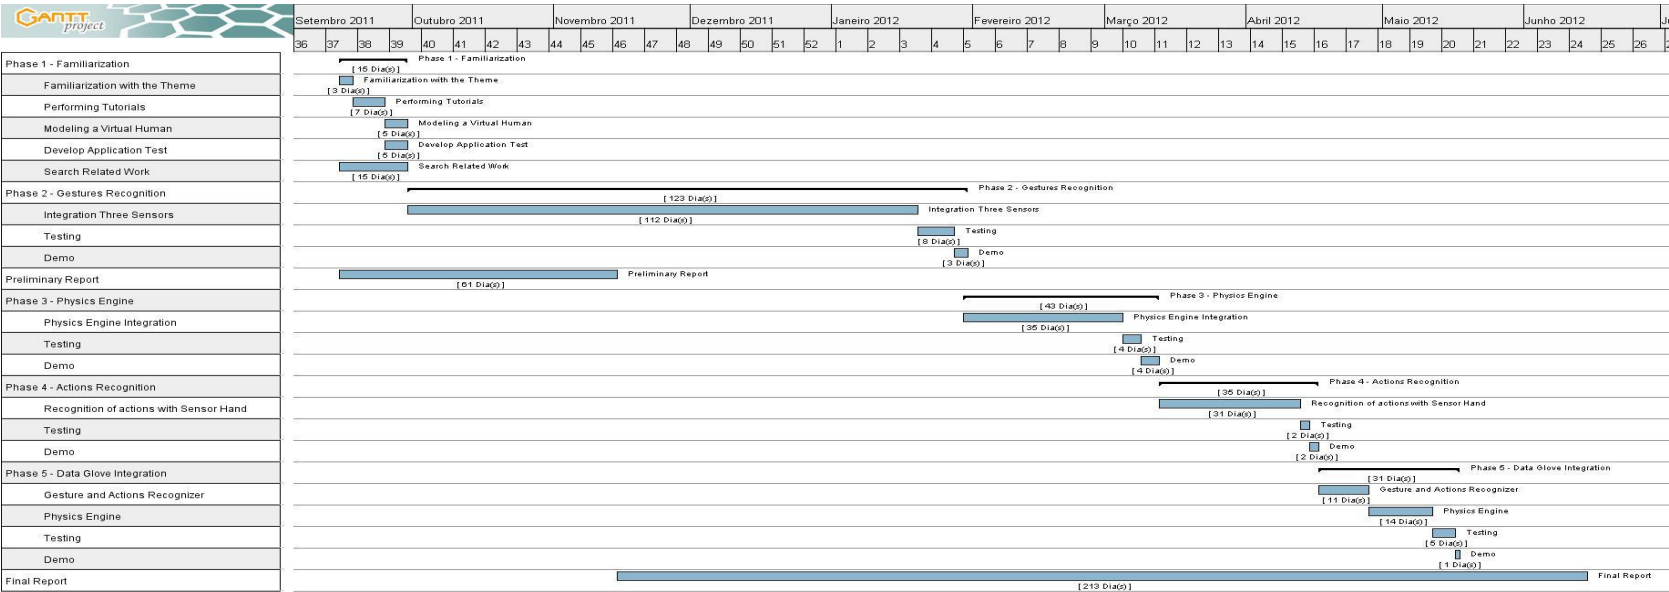 GANTT
project
Setembro 2011 Outubro 2011 Novembro 2011 Dezembro 2011 Janeiro 2012 Fevereiro 2012 Março 2012 Abril 2012 Maio 2012 Junho 2012
36 37 38 39 40 41 42 43 44 45 46 47 48 49 50 51 52 1 2 3 4 5 6 7 8 9 10 11 12 13 14 15 16 17 18 19 20 21 22 23 24 25 26
Phase 1 - Familiarization Phase 1 - Familiarization
[ 15 Dia(s) ]
Familiarization with the Theme Familiarization with the Theme
[ 3 Dia(s) ]
Performing Tutorials Performing Tutorials
[ 7 Dia(s) ]
Modeling a Virtual Human Modeling a Virtual Human
[ 5 Dia(s) ]
Develop Application Test Develop Application Test
[ 5 Dia(s) ]
Search Related Work Search Related Work
[ 15 Dia(s) ]
Phase 2 - Gestures Recognition Phase 2 - Gestures Recognition
[ 123 Dia(s) ]
Integration Three Sensors Integration Three Sensors
[ 112 Dia(s) ]
Testing Testing
[ 8 Dia(s) ]
Demo Demo
[ 3 Dia(s) ]
Preliminary Report Preliminary Report
[ 61 Dia(s) ]
Phase 3 - Physics Engine Phase 3 - Physics Engine
[ 43 Dia(s) ]
Physics Engine Integration Physics Engine Integration
[ 35 Dia(s) ]
Testing Testing
[ 4 Dia(s) ]
Demo Demo
[ 4 Dia(s) ]
Phase 4 - Actions Recognition Phase 4 - Actions Recognition
[ 35 Dia(s) ]
Recognition of actions with Sensor Hand Recognition of actions with Sensor Hand
[ 31 Dia(s) ]
Testing Testing
[ 2 Dia(s) ]
Demo Demo
[ 2 Dia(s) ]
Phase 5 - Data Glove Integration Phase 5 - Data Glove Integration
[ 31 Dia(s) ]
Gesture and Actions Recognizer Gesture and Actions Recognizer
[ 11 Dia(s) ]
Physics Engine Physics Engine
[ 14 Dia(s) ]
Testing Testing
[ 5 Dia(s) ]
Demo Demo
[ 1 Dia(s) ]
Final Report Final Report
[ 213 Dia(s) ]